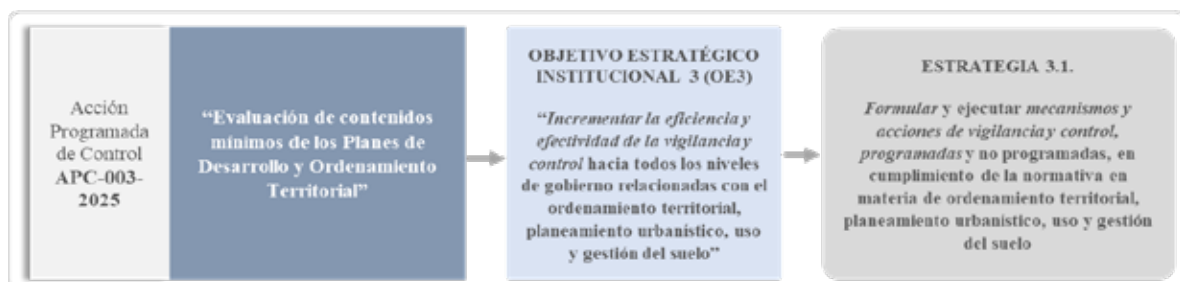 Acción
Programada
de Control
APC-003-
2025
“Evaluación de contenidos
mínimos de los Planes de
Desarrollo y Ordenamiento
Territorial”
OBJETIVO ESTRATÉGICO
INSTITUCIONAL 3 (OE3)
“Incrementar la eficiencia y
efectividad de la vigilancia y
control hacia todos los niveles
de gobierno relacionadas con el
ordenamiento territorial,
planeamiento urbanístico, uso
y gestión del suelo”
ESTRATEGIA 3.1.
Formular y ejecutar mecanismos y
acciones de vigilancia y control,
programadas y no programadas, en
cumplimiento de la normativa en
materia de ordenamiento territorial,
planeamiento urbanístico, uso y gestión
del suelo